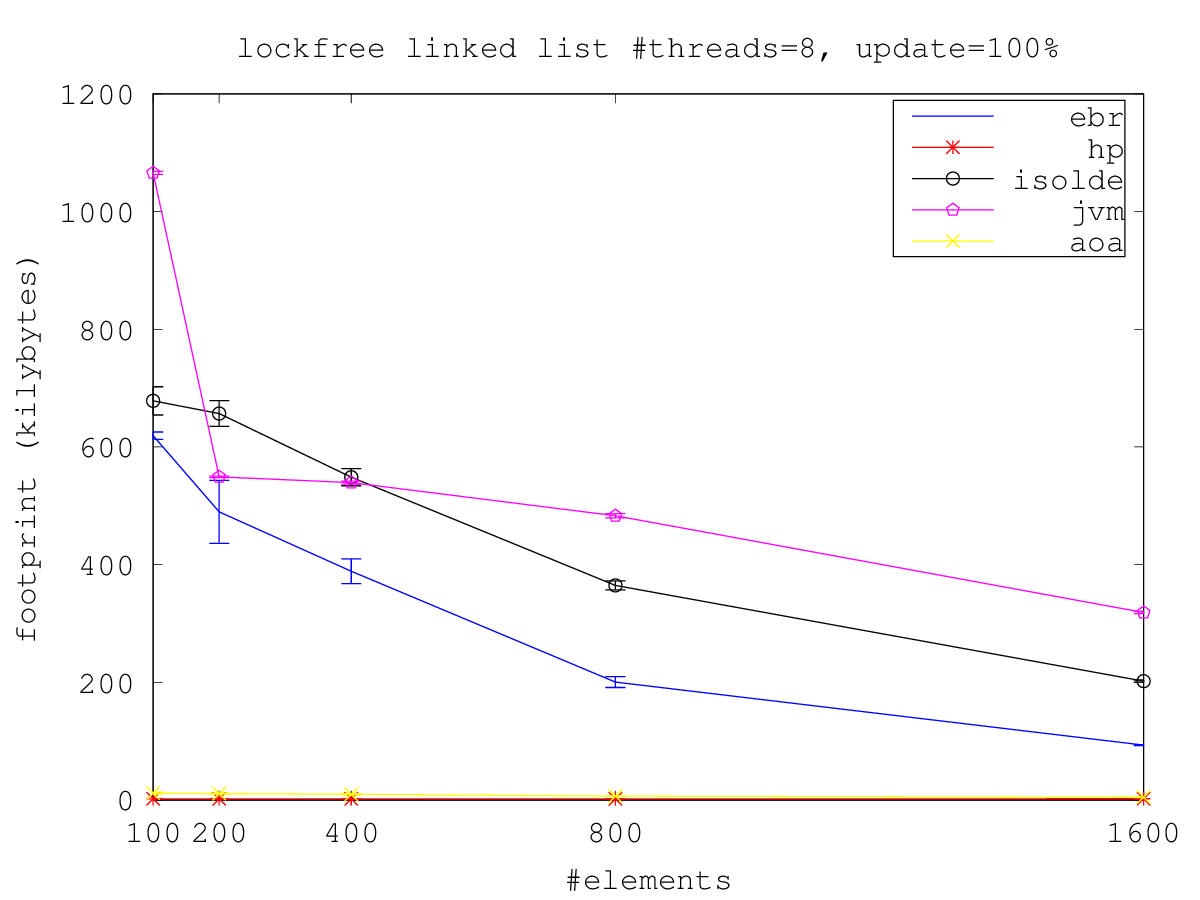 lockfree linked list #threads=8, update=100%
1200
1000
800
600
400
200
0
footprint (kilybytes)
ebr
hp
isolde
jvm
aoa
100 200 400 800 1600
#elements